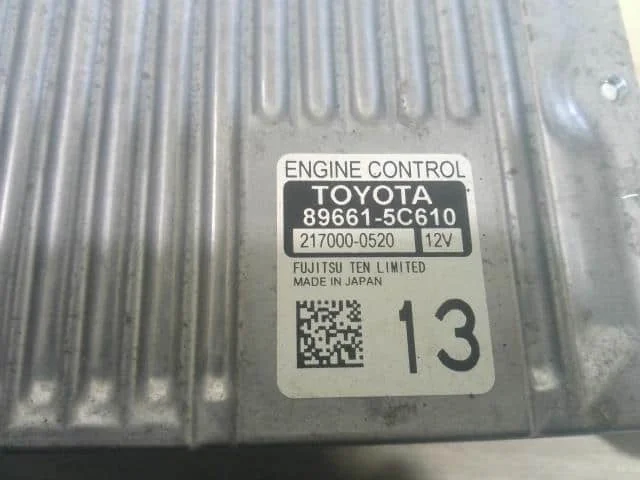 ENGINE CONTROL
TOYOTA
89661-5C610
217000-0520 12V
FUJITSU TEN LIMITED
MADE IN JAPAN
13